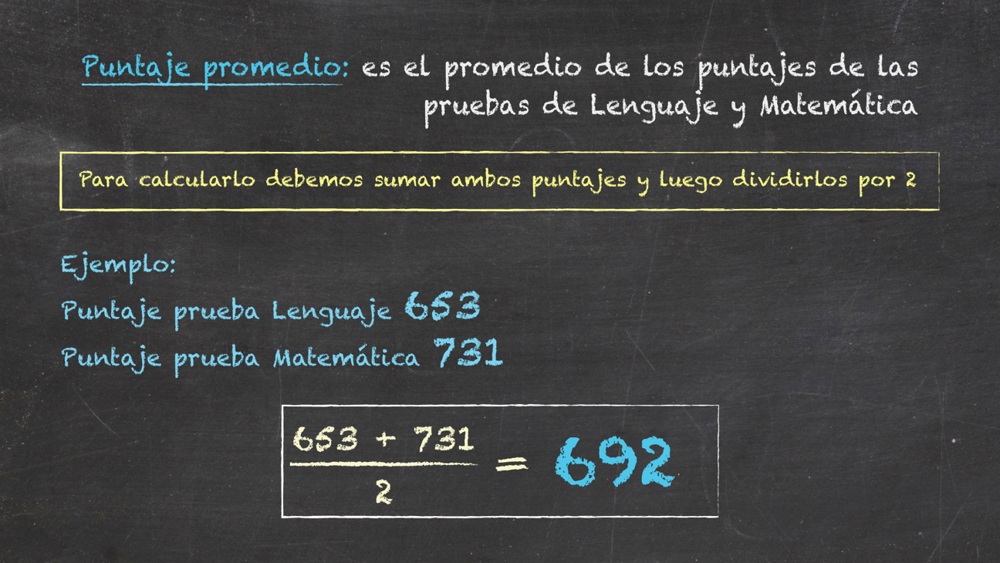 Puntaje promedio: es el promedio de los puntajes de las
pruebas de Lenguaje y Matemática
Para calcularlo debemos sumar ambos puntajes y luego dividirlos por 2
Ejemplo:
Puntaje prueba Lenguaje 653
Puntaje prueba Matemática 731
653 + 731
= 692
2